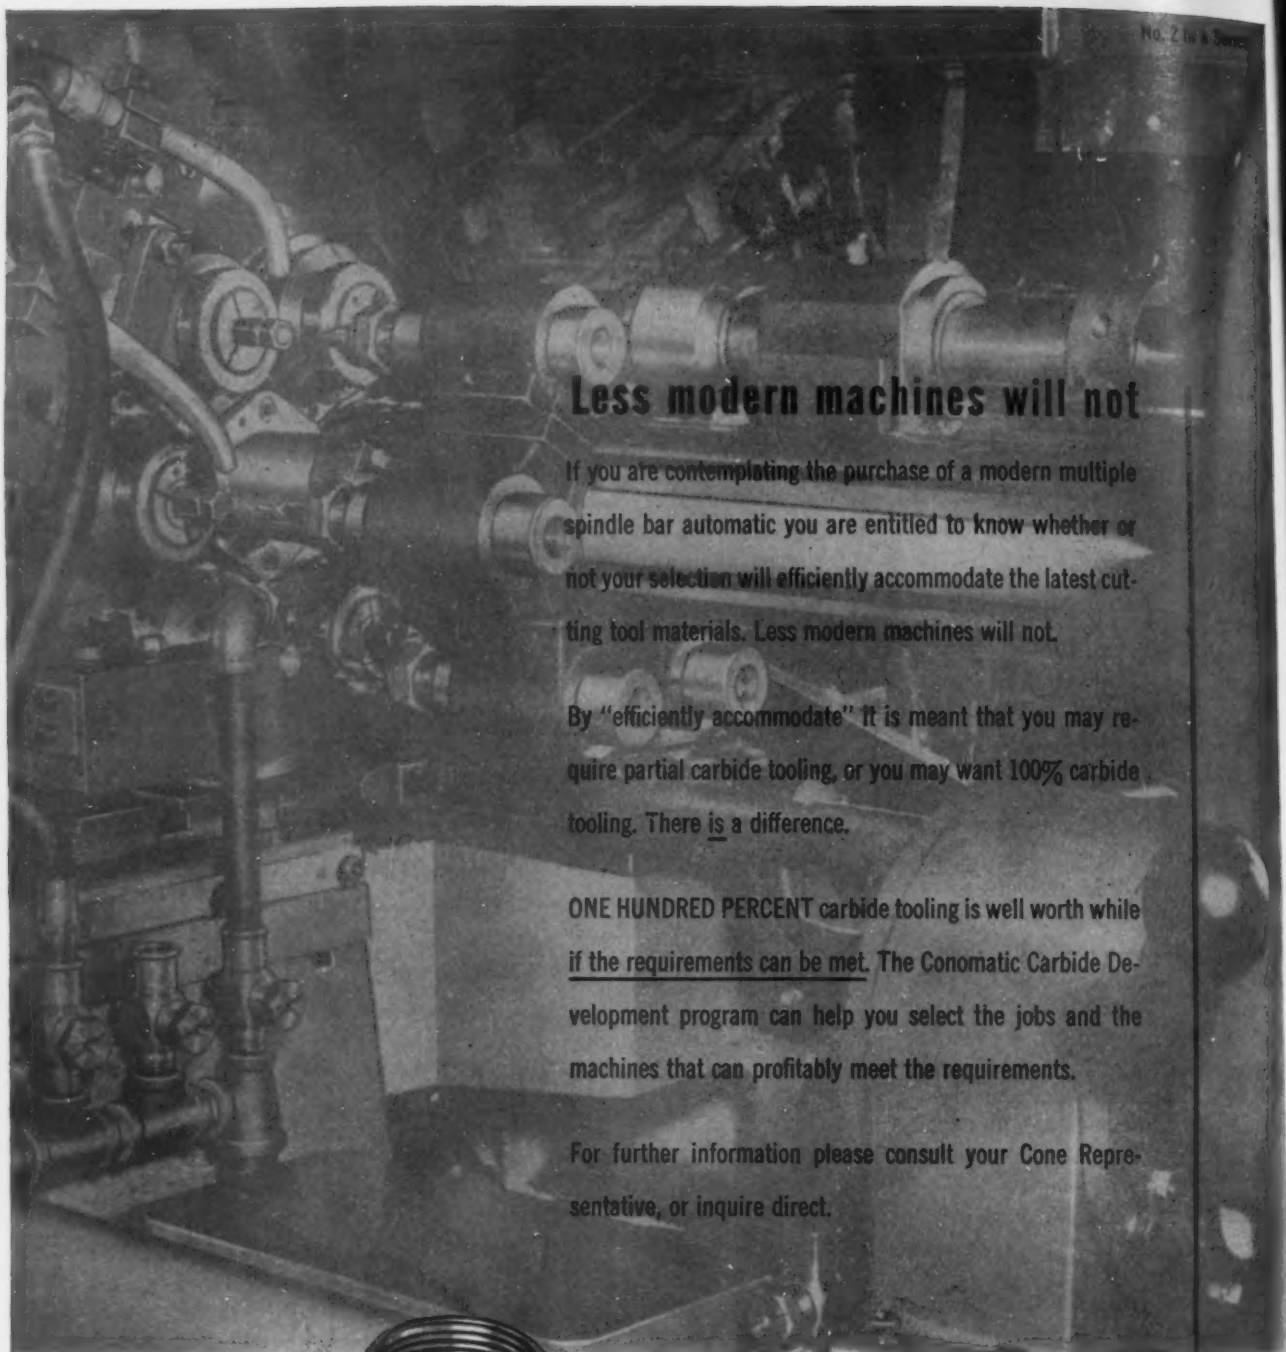 No. 2 in a Series
Less modern machines will not
If you are contemplating the purchase of a modern multiple
spindle bar automatic you are entitled to know whether or
not your selection will efficiently accommodate the latest cut-
ting tool materials. Less modern machines will not.
By "efficiently accommodate" it is meant that you may re-
quire partial carbide tooling, or you may want 100% carbide
tooling. There is a difference.
ONE HUNDRED PERCENT carbide tooling is well worth while
if the requirements can be met. The Conomatic Carbide De-
velopment program can help you select the jobs and the
machines that can profitably meet the requirements.
For further information please consult your Cone Repre-
sentative, or inquire direct.